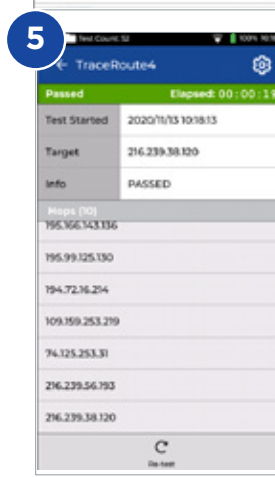 5
Test Count: 52 100% 10:18
TraceRoute4
Passed Elapsed: 00:00:19
Test Started 2020/11/13 10:18:13
Target 216.239.38.120
Info PASSED
Hops (10)
195.166.143.136
195.99.125.130
194.72.16.214
109.159.253.219
74.125.253.31
216.239.56.193
216.239.38.120
Re-test